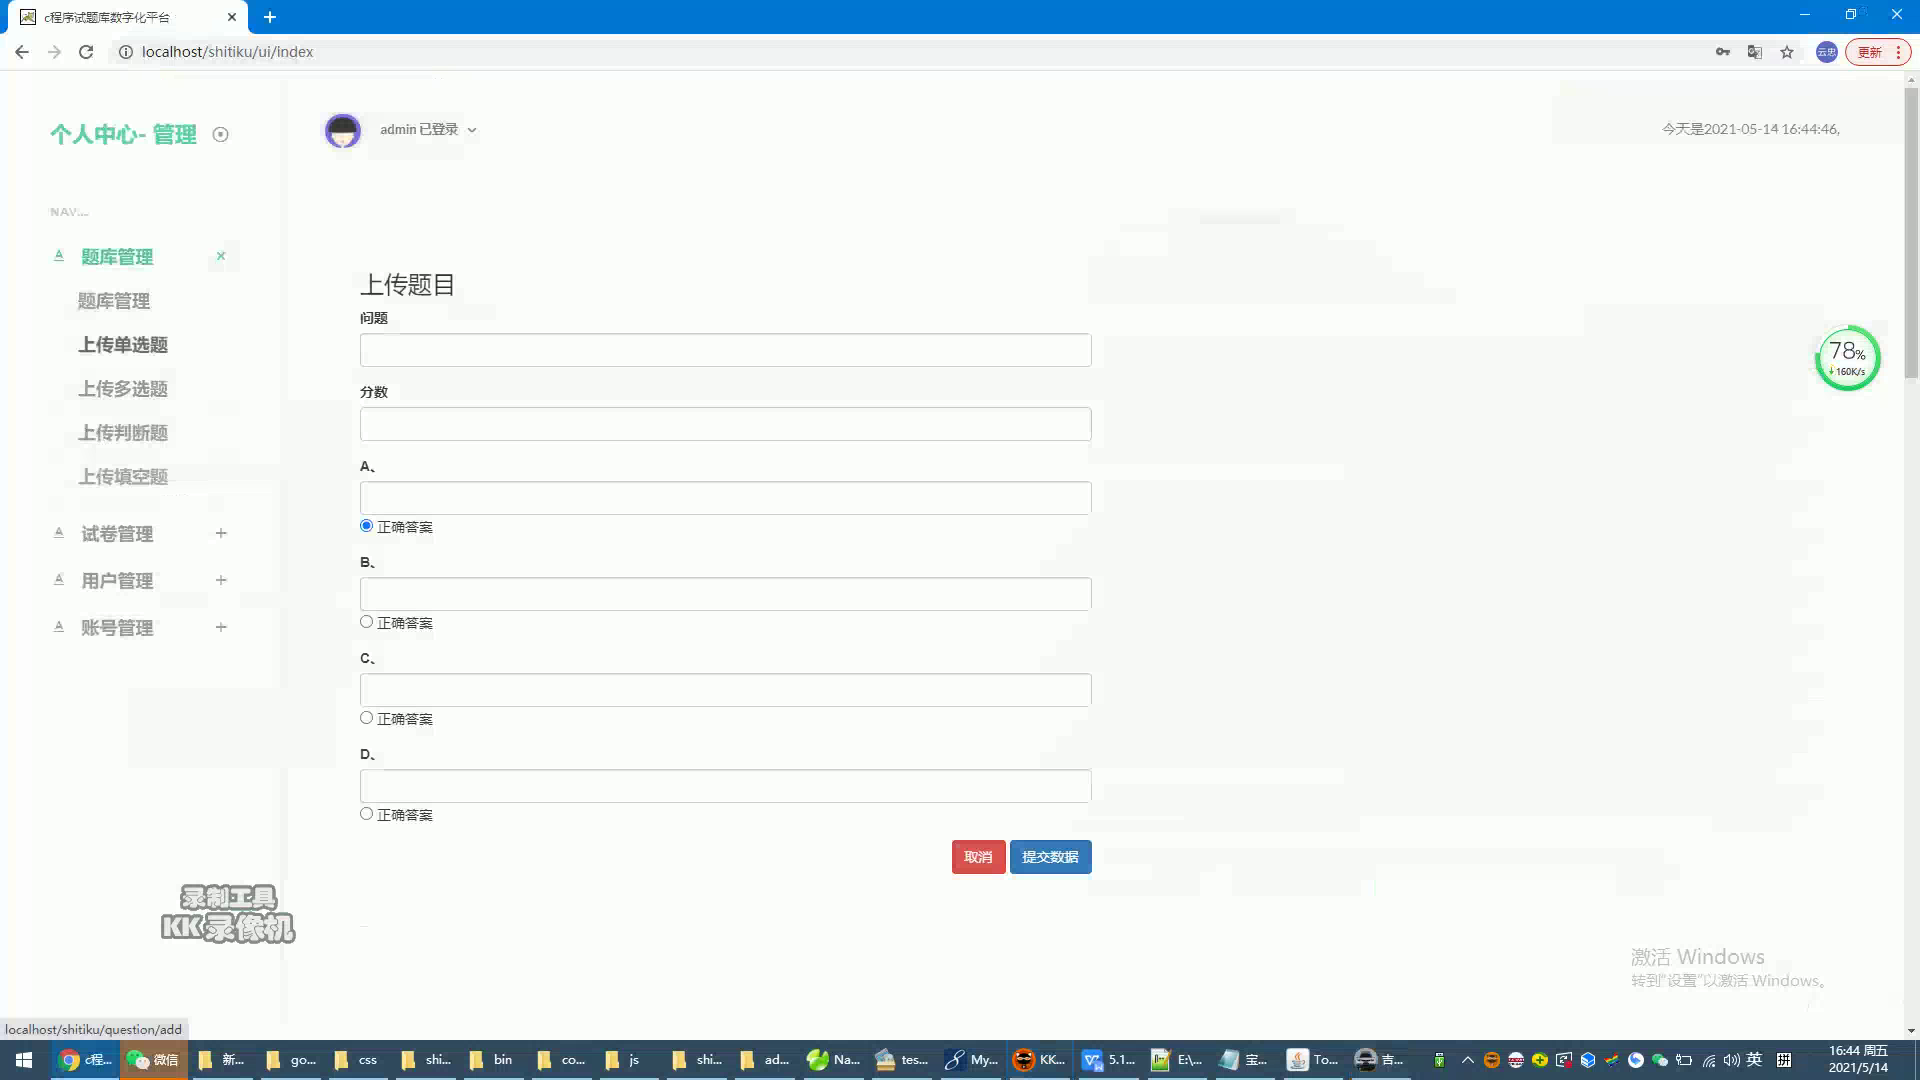 c程序试题库数字化平台
localhost/shitiku/ui/index
云忠
更新
个人中心- 管理
admin 已登录
今天是2021-05-14 16:44:46,
NAV....
题库管理
题库管理
上传单选题
上传多选题
上传判断题
上传填空题
试卷管理
用户管理
账号管理
上传题目
问题
分数
A、
正确答案
B、
正确答案
C、
正确答案
D、
正确答案
取消
提交数据
78%
160K/s
录制工具
KK录像机
激活 Windows
转到"设置"以激活 Windows。
localhost/shitiku/question/add
c程...
微信
新...
go...
css
shi...
bin
co...
js
shi...
ad...
Na...
tes...
My...
KK...
5.1...
E:\...
宝...
To...
吉...
英
拼
16:44 周五
2021/5/14